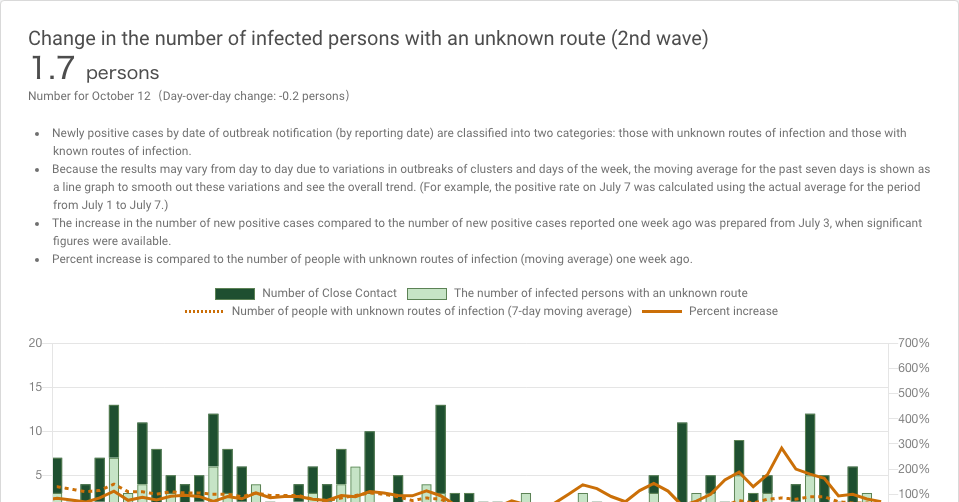 Change in the number of infected persons with an unknown route (2nd wave)
1.7 persons
Number for October 12（Day-over-day change: -0.2 persons）
Newly positive cases by date of outbreak notification (by reporting date) are classified into two categories: those with unknown routes of infection and those with
known routes of infection.
Because the results may vary from day to day due to variations in outbreaks of clusters and days of the week, the moving average for the past seven days is shown as
a line graph to smooth out these variations and see the overall trend. (For example, the positive rate on July 7 was calculated using the actual average for the period
from July 1 to July 7.)
The increase in the number of new positive cases compared to the number of new positive cases reported one week ago was prepared from July 3, when significant
figures were available.
Percent increase is compared to the number of people with unknown routes of infection (moving average) one week ago.
Number of Close Contact The number of infected persons with an unknown route
Number of people with unknown routes of infection (7-day moving average) Percent increase
20 700%
600%
15 500%
400%
10 300%
200%
5 100%